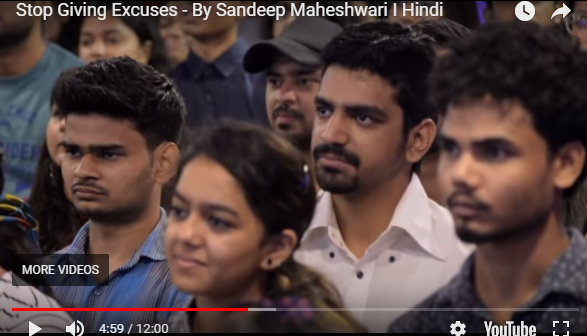 Stop Giving Excuses - By Sandeep Maheshwari I Hindi
MORE VIDEOS
4:59 / 12:00
YouTube